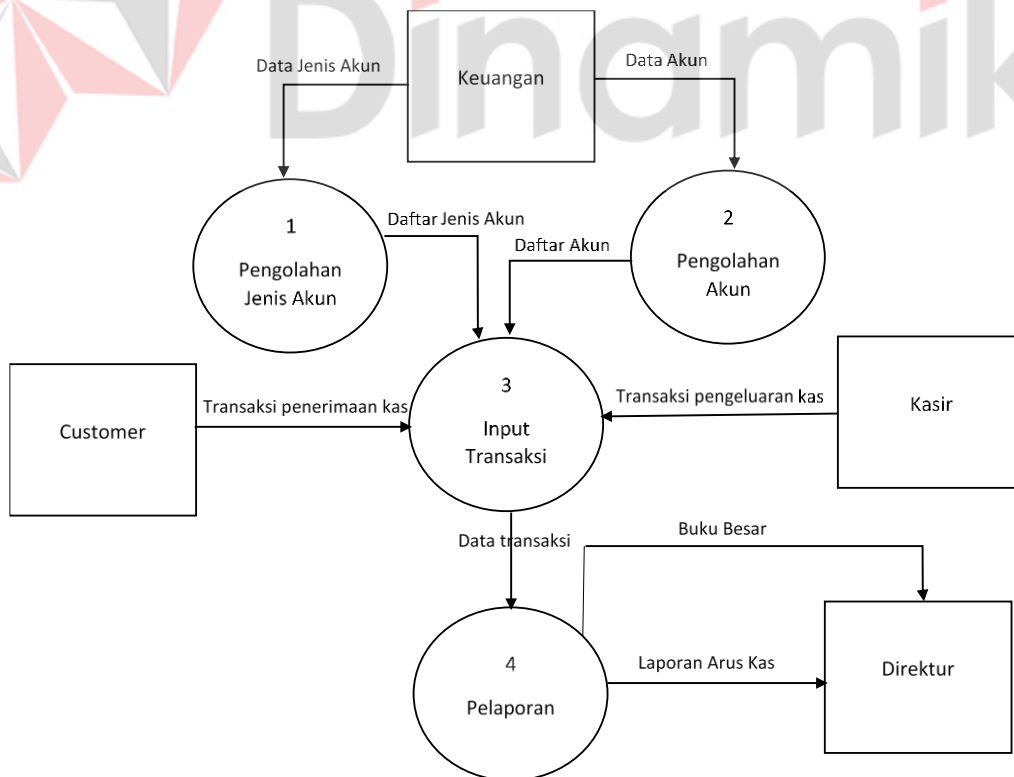 Dinamik
Data Jenis Akun
Keuangan
Data Akun
1
Pengolahan
Jenis Akun
Daftar Jenis Akun
Daftar Akun
2
Pengolahan
Akun
Customer
Transaksi penerimaan kas
3
Input
Transaksi
Transaksi pengeluaran kas
Kasir
Data transaksi
Buku Besar
4
Pelaporan
Laporan Arus Kas
Direktur